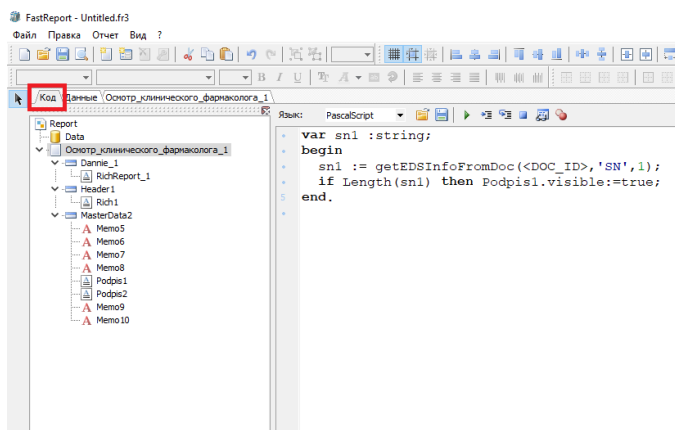 FastReport - Untitled.fr3
Файл Правка Отчет Вид ?
B I U
Код Данные Осмотр_клинического_фармаколога_1
Язык: PascalScript
Report
Data
Осмотр_клинического_фармаколога_1
Dannie_1
RichReport_1
Header1
Rich1
MasterData2
Memo5
Memo6
Memo7
Memo8
Podpis1
Podpis2
Memo9
Memo10
var sn1 :string;
begin
sn1 := getEDSInfoFromDoc(<DOC_ID>,'SN',1);
if Length(sn1) then Podpis1.visible:=true;
5 end.